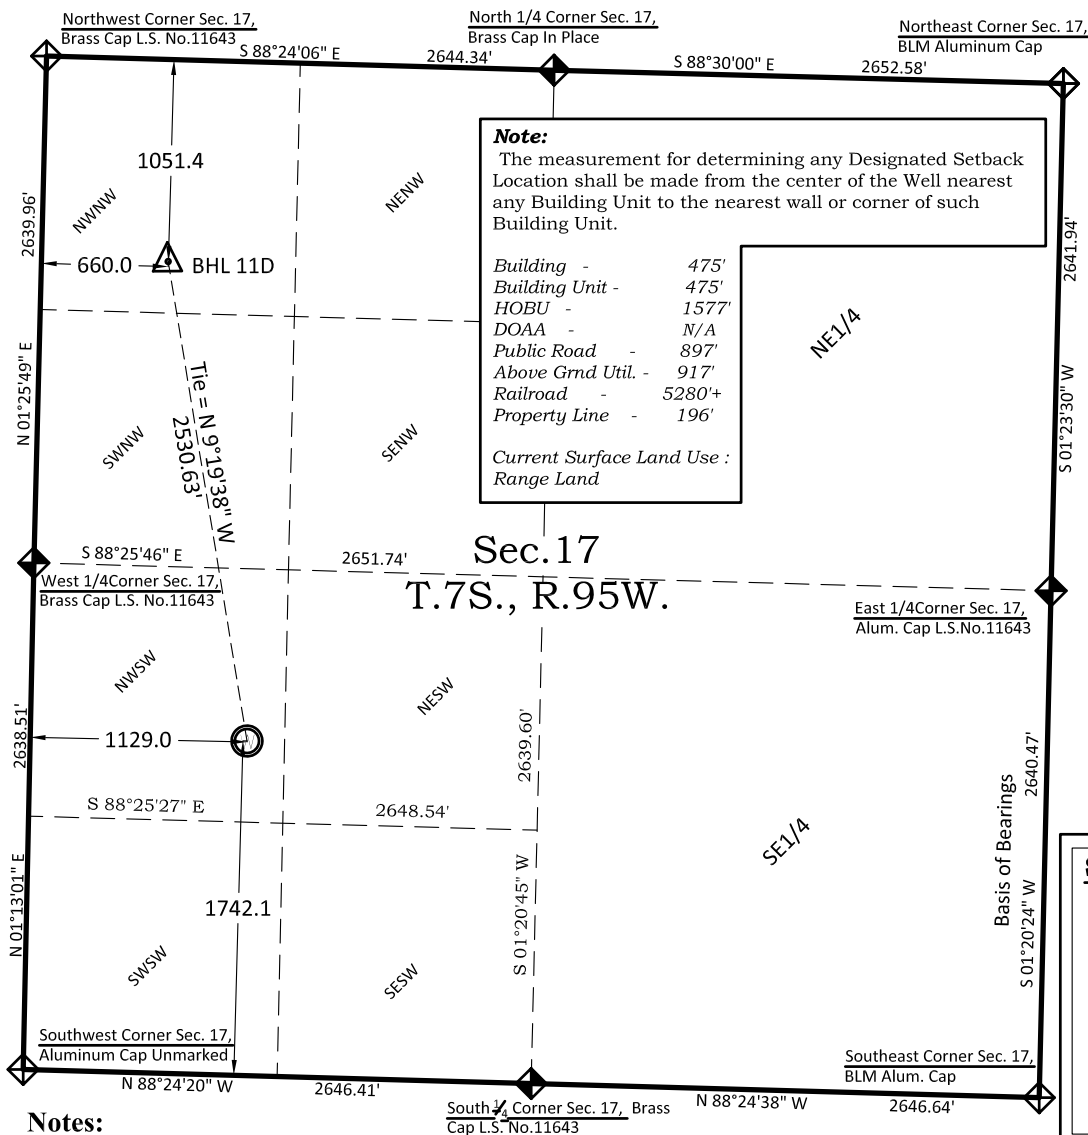 Northwest Corner Sec. 17,
Brass Cap L.S. No.11643
North 1/4 Corner Sec. 17,
Brass Cap In Place
Northeast Corner Sec. 17,
BLM Aluminum Cap
S 88°24'06" E
2644.34'
S 88°30'00" E
2652.58'
1051.4
NWNW
NENW
2639.96'
660.0
BHL 11D
Note:
The measurement for determining any Designated Setback
Location shall be made from the center of the Well nearest
any Building Unit to the nearest wall or corner of such
Building Unit.
Building - 475'
Building Unit - 475'
HOBU - 1577'
DOAA - N/A
Public Road - 897'
Above Grnd Util. - 917'
Railroad - 5280'+
Property Line - 196'
Current Surface Land Use :
Range Land
2641.94'
NE1/4
N 01°25'49" E
Tie = N 9°19'38" W
2530.63'
SWNW
SENW
S 01°23'30" W
S 88°25'46" E
2651.74'
Sec.17
T.7S., R.95W.
West 1/4Corner Sec. 17,
Brass Cap L.S. No.11643
East 1/4Corner Sec. 17,
Alum. Cap L.S.No.11643
NWSW
NESW
2638.51'
1129.0
2639.60'
2640.47'
S 88°25'27" E
2648.54'
SE1/4
Basis of Bearings
N 01°13'01" E
1742.1
S 01°20'45" W
S 01°20'24" W
SWSW
SESW
Southwest Corner Sec. 17,
Aluminum Cap Unmarked
Southeast Corner Sec. 17,
BLM Alum. Cap
N 88°24'20" W
2646.41'
South 1/4 Corner Sec. 17, Brass
Cap L.S. No.11643
N 88°24'38" W
2646.64'
Notes: